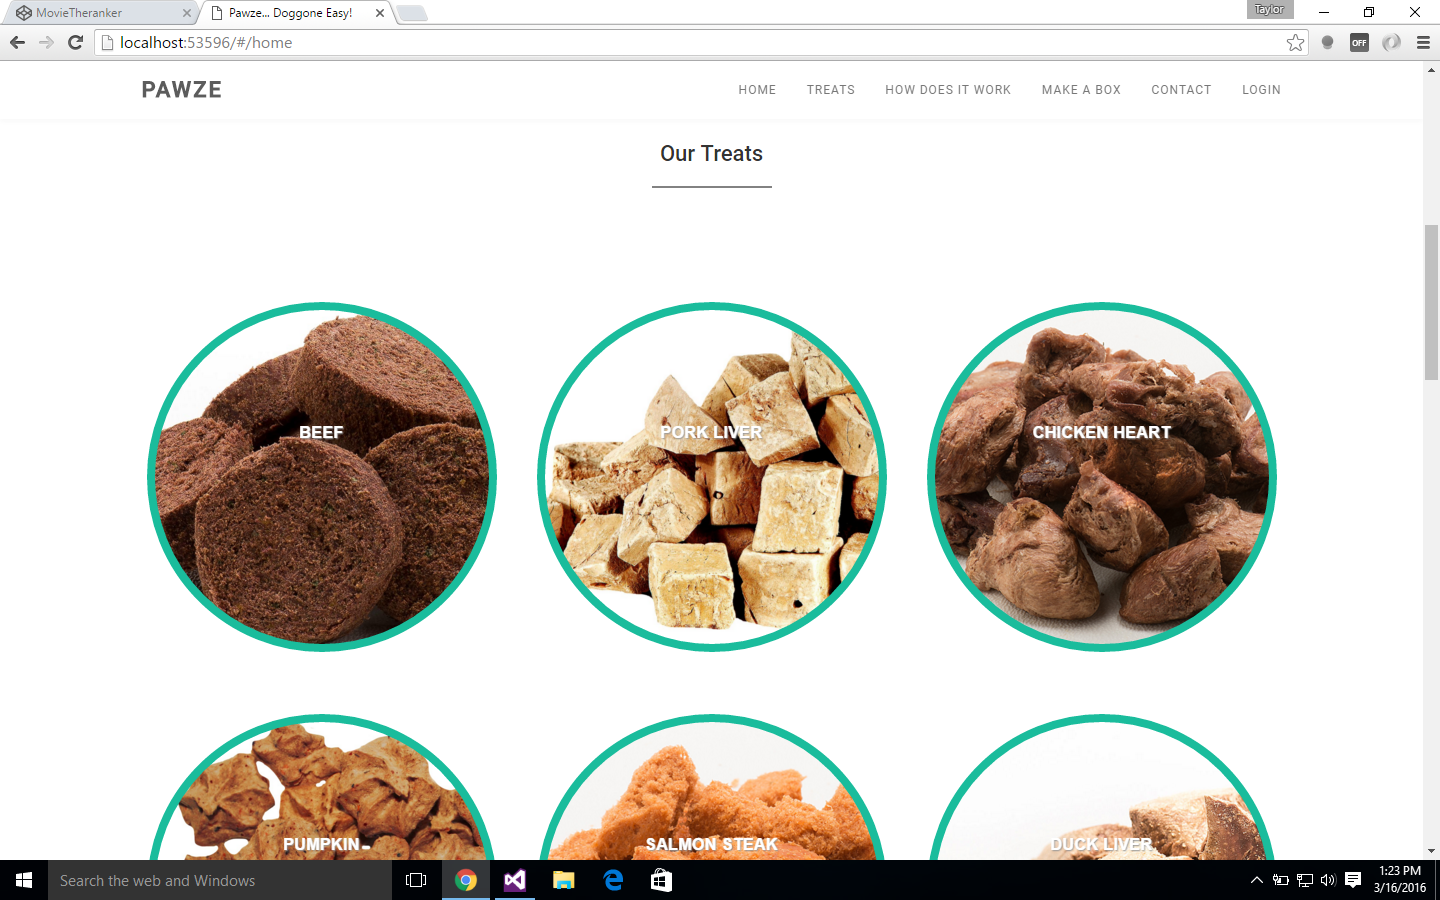 MovieTheranker
Pawze... Doggone Easy!
Taylor
localhost:53596/#/home
OFF
PAWZE
HOME TREATS HOW DOES IT WORK MAKE A BOX CONTACT LOGIN
Our Treats
BEEF
PORK LIVER
CHICKEN HEART
PUMPKIN
SALMON STEAK
DUCK LIVER
Search the web and Windows
1:23 PM
3/16/2016